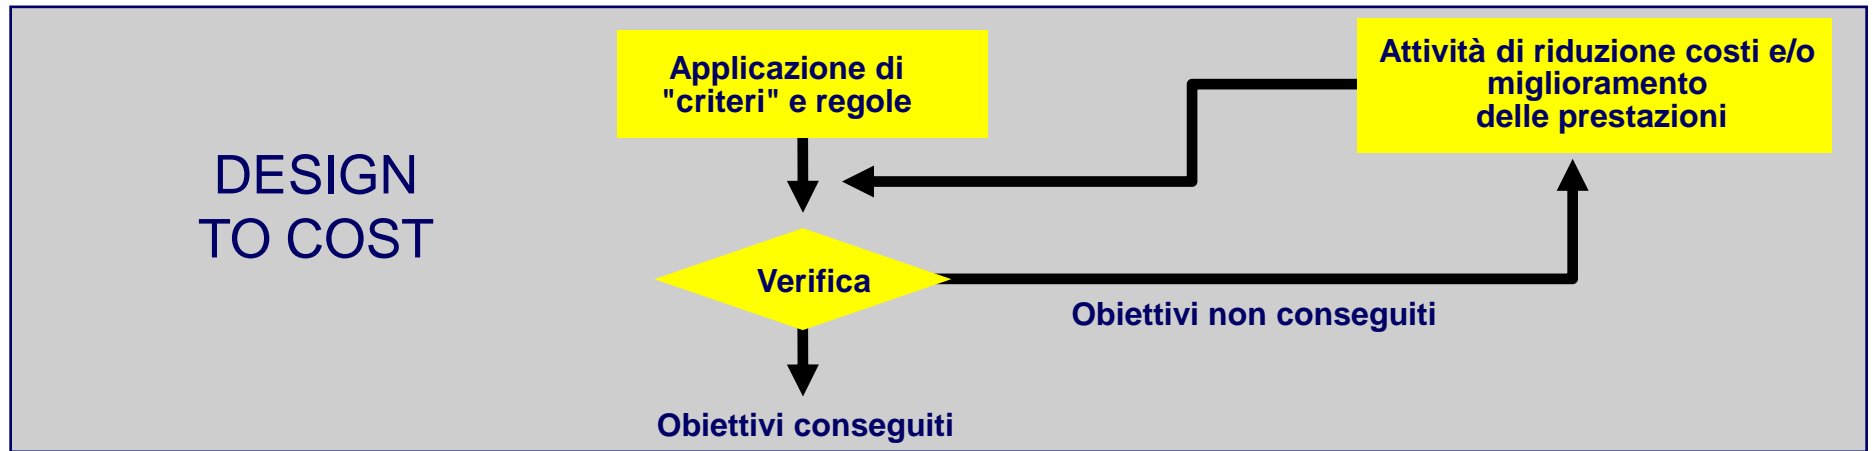 DESIGN
TO COST
Applicazione di
"criteri" e regole
Attività di riduzione costi e/o
miglioramento
delle prestazioni
Verifica
Obiettivi non conseguiti
Obiettivi conseguiti